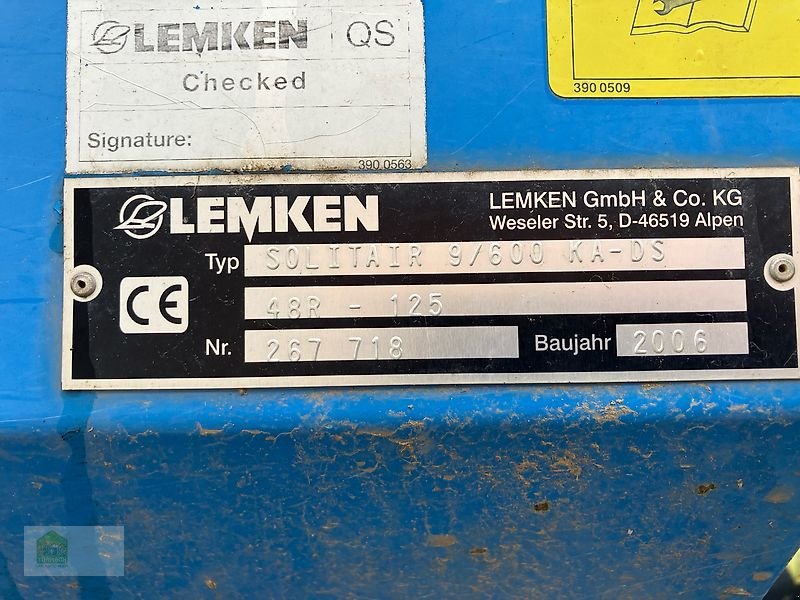 LEMKEN QS
Checked
Signature:
390 0563
390 0509
LEMKEN
LEMKEN GmbH & Co. KG
Weseler Str. 5, D-46519 Alpen
Typ SOLITAIR 9/600 KA-DS
48R - 125
CE
Nr. 267 718 Baujahr 2006